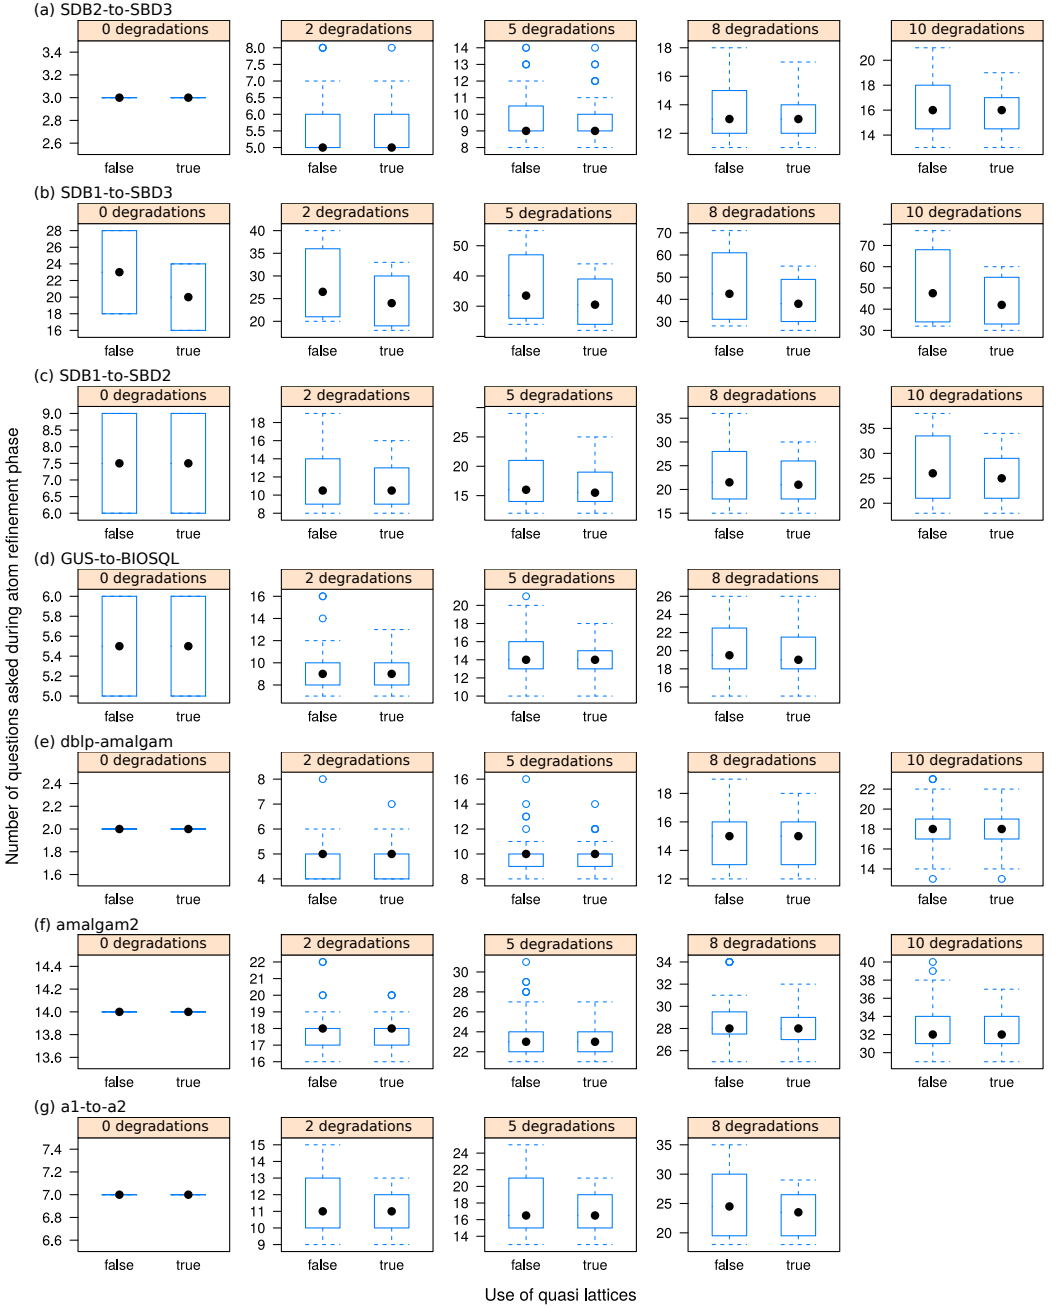 (a) SDB2-to-SBD3
0 degradations 2 degradations 5 degradations 8 degradations 10 degradations
3.4 3.2 3.0 2.8 2.6
8.0 7.5 7.0 6.5 6.0 5.5 5.0
14 13 12 11 10 9 8
18 16 14 12
20 18 16 14
false true false true false true false true false true
(b) SDB1-to-SBD3
0 degradations 2 degradations 5 degradations 8 degradations 10 degradations
28 26 24 22 20 18 16
40 35 30 25 20
50 40 30
70 60 50 40 30
70 60 50 40 30
false true false true false true false true false true
(c) SDB1-to-SBD2
0 degradations 2 degradations 5 degradations 8 degradations 10 degradations
9.0 8.5 8.0 7.5 7.0 6.5 6.0
18 16 14 12 10 8
25 20 15
35 30 25 20 15
35 30 25 20
false true false true false true false true false true
(d) GUS-to-BIOSQL
0 degradations 2 degradations 5 degradations 8 degradations
6.0 5.8 5.6 5.4 5.2 5.0
16 14 12 10 8
20 18 16 14 12 10
26 24 22 20 18 16
false true false true false true false true
(e) dblp-amalgam
0 degradations 2 degradations 5 degradations 8 degradations 10 degradations
2.4 2.2 2.0 1.8 1.6
8 7 6 5 4
16 14 12 10 8
18 16 14 12
22 20 18 16 14
false true false true false true false true false true
(f) amalgam2
0 degradations 2 degradations 5 degradations 8 degradations 10 degradations
14.4 14.2 14.0 13.8 13.6
22 21 20 19 18 17 16
30 28 26 24 22
34 32 30 28 26
40 38 36 34 32 30
false true false true false true false true false true
(g) a1-to-a2
0 degradations 2 degradations 5 degradations 8 degradations
7.4 7.2 7.0 6.8 6.6
15 14 13 12 11 10 9
24 22 20 18 16 14
35 30 25 20
false true false true false true false true
Number of questions asked during atom refinement phase
Use of quasi lattices